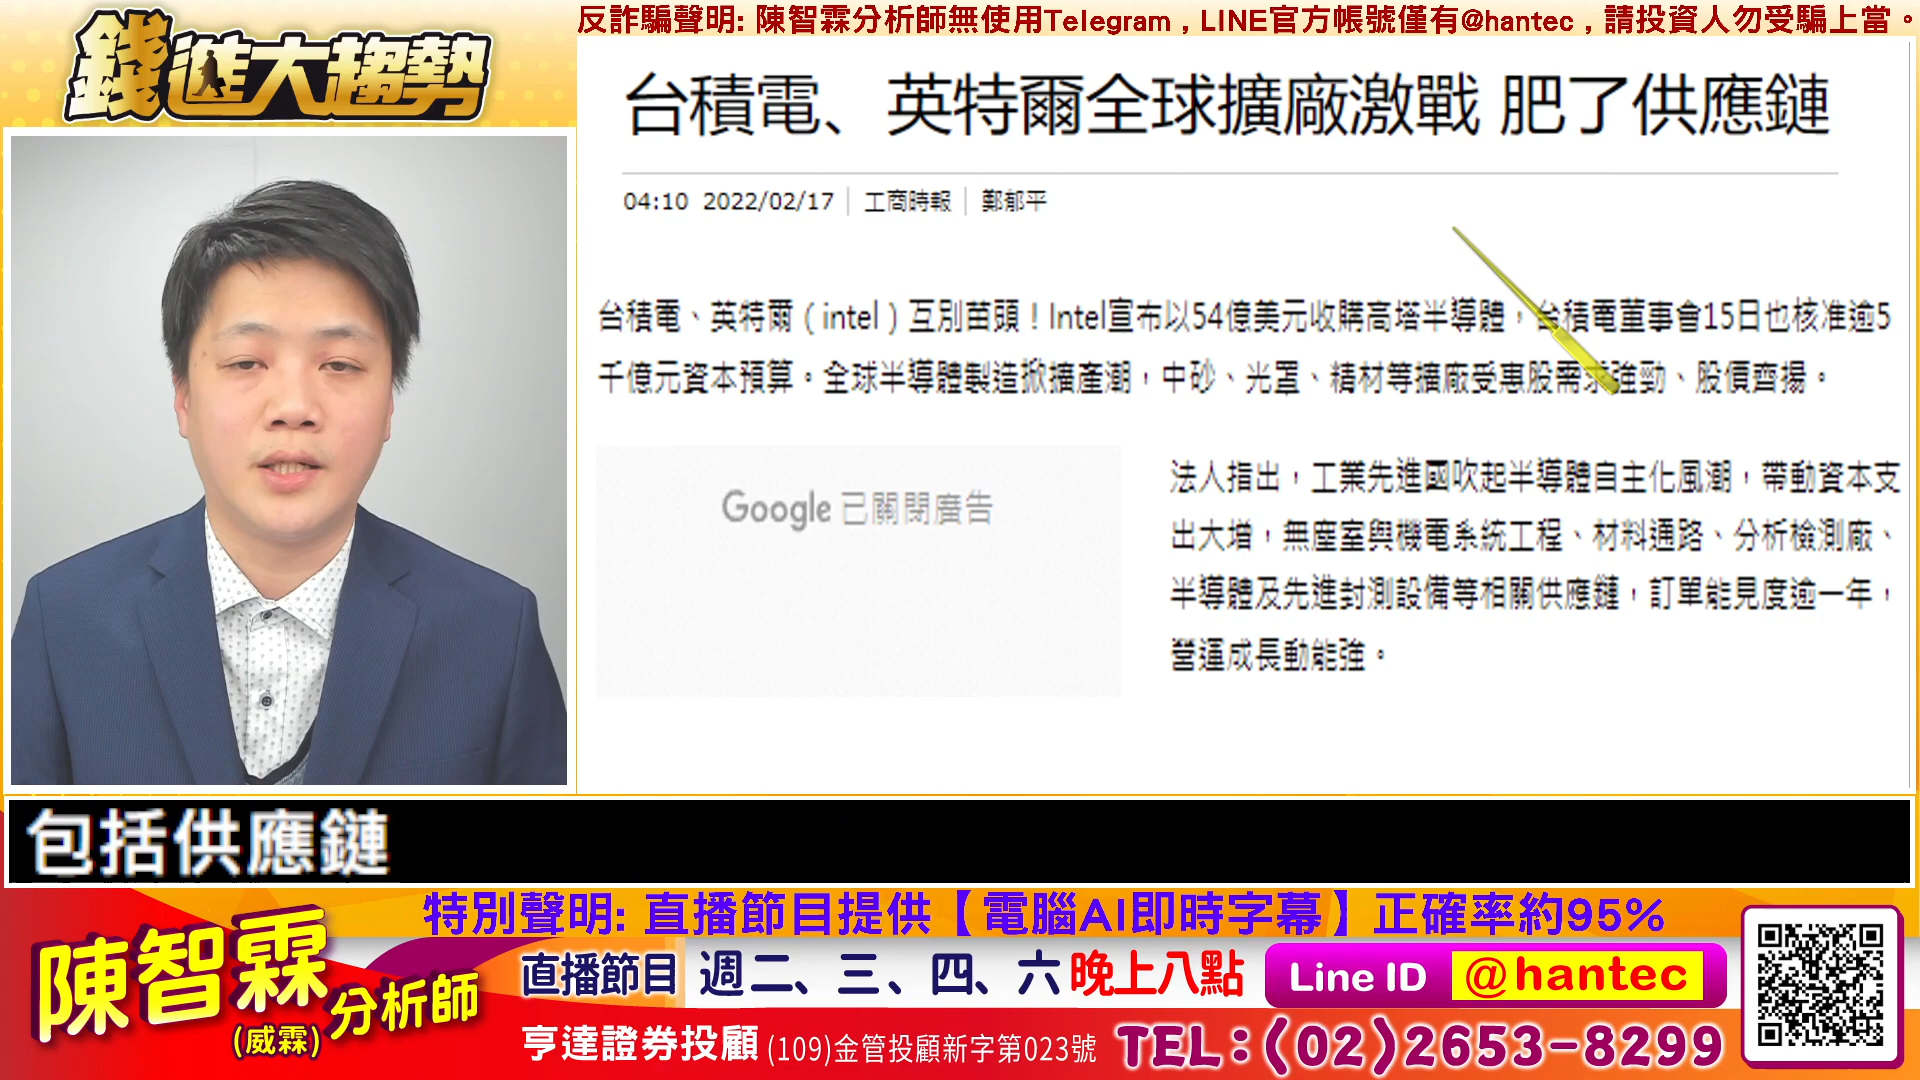 反詐騙聲明: 陳智霖分析師無使用Telegram , LINE官方帳號僅有@hantec , 請投資人勿受騙上當。
錢進大趨勢
台積電、英特爾全球擴廠激戰 肥了供應鏈
04:10 2022/02/17 | 工商時報 | 鄭郁平
台積電、英特爾（intel）互別苗頭！Intel宣布以54億美元收購高塔半導體，台積電董事會15日也核准逾5
千億元資本預算。全球半導體製造掀擴產潮，中砂、光罩、精材等擴廠受惠股需求強勁、股價齊揚。
Google 已關閉廣告
法人指出，工業先進國吹起半導體自主化風潮，帶動資本支
出大增，無塵室與機電系統工程、材料通路、分析檢測廠、
半導體及先進封測設備等相關供應鏈，訂單能見度逾一年，
營運成長動能強。
包括供應鏈
特別聲明: 直播節目提供【電腦AI即時字幕】正確率約95%
陳智霖
(威霖)
分析師
直播節目 週二、三、四、六 晚上八點
Line ID @hantec
亨達證券投顧 (109)金管投顧新字第023號 TEL:(02)2653-8299